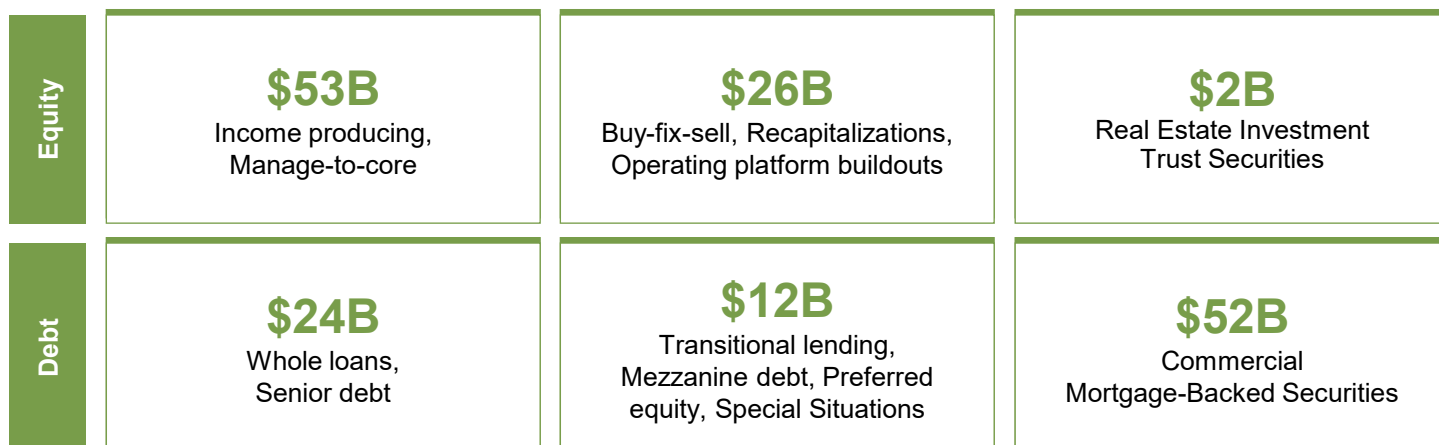 Equity
$53B
Income producing,
Manage-to-core
$26B
Buy-fix-sell, Recapitalizations,
Operating platform buildouts
$2B
Real Estate Investment
Trust Securities
Debt
$24B
Whole loans,
Senior debt
$12B
Transitional lending,
Mezzanine debt, Preferred
equity, Special Situations
$52B
Commercial
Mortgage-Backed Securities